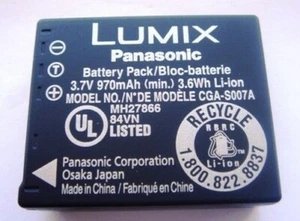 LUMIX
Panasonic
Battery Pack/Bloc-batterie
3.7V 970mAh (min.) 3.6Wh Li-ion
MODEL NO./N°DE MODÈLE CGA-S007A
MH27866
84VN
LISTED
UL
RECYCLE
RBRC
Li-ion
1.800.822.8837
Panasonic Corporation
Osaka Japan
Made in / Fabriqué en China